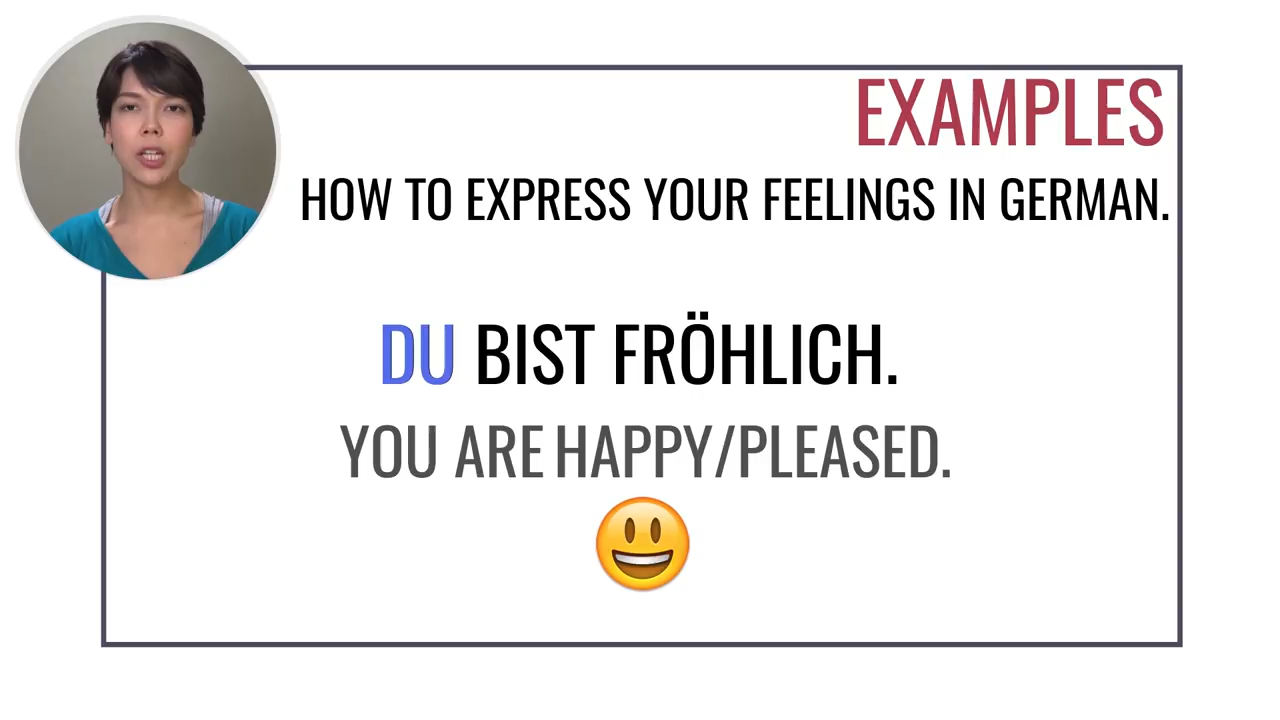 EXAMPLES
HOW TO EXPRESS YOUR FEELINGS IN GERMAN.
DU BIST FRÖHLICH.
YOU ARE HAPPY/PLEASED.